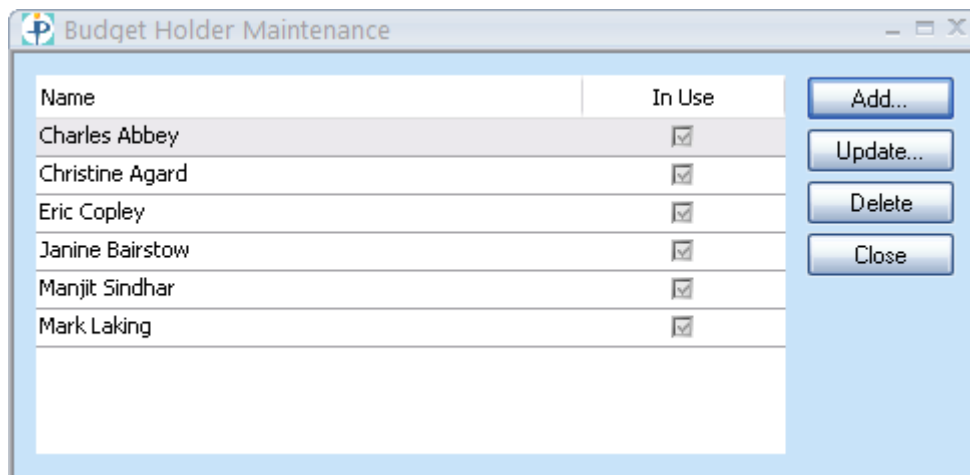 Budget Holder Maintenance
Name In Use
Charles Abbey
Christine Agard
Eric Copley
Janine Bairstow
Manjit Sindhar
Mark Laking
Add...
Update...
Delete
Close